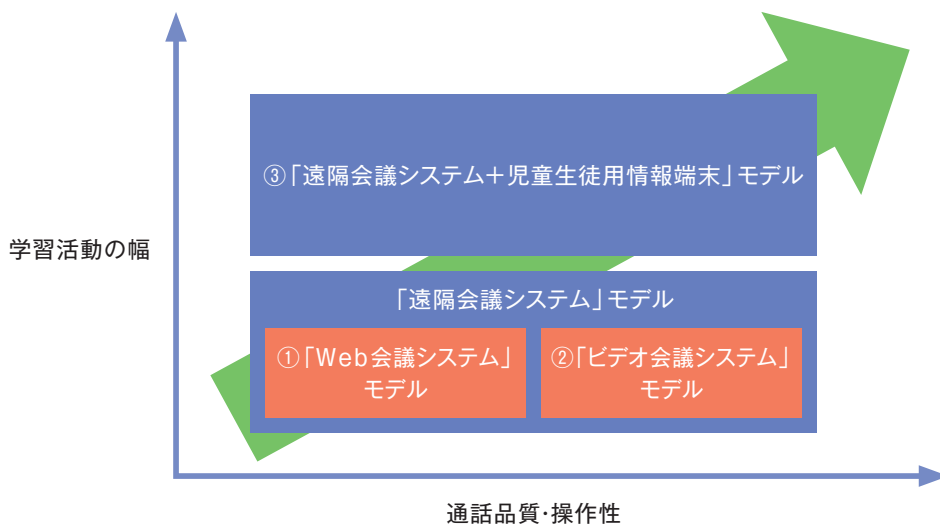 学習活動の幅
③「遠隔会議システム＋児童生徒用情報端末」モデル
「遠隔会議システム」モデル
①「Web会議システム」
モデル
②「ビデオ会議システム」
モデル
通話品質・操作性